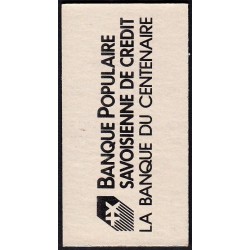 BANQUE POPULAIRE
SAVOISIENNE DE CREDIT
LA BANQUE DU CENTENAIRE